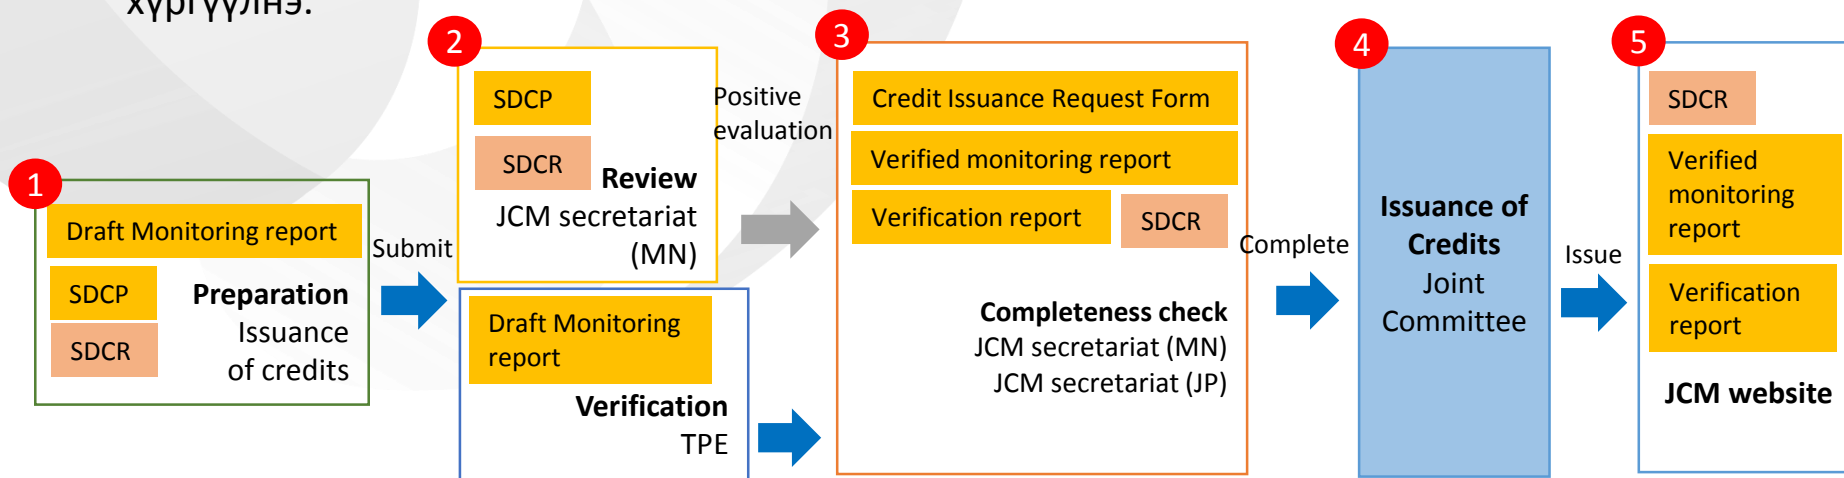 хүргүүлнэ.
1
Draft Monitoring report
SDCP
SDCR
Preparation
Issuance
of credits
Submit
2
SDCP
SDCR
Review
JCM secretariat
(MN)
Draft Monitoring
report
Verification
TPE
Positive
evaluation
3
Credit Issuance Request Form
Verified monitoring report
Verification report
SDCR
Completeness check
JCM secretariat (MN)
JCM secretariat (JP)
Complete
4
Issuance of
Credits
Joint
Committee
Issue
5
SDCR
Verified
monitoring
report
Verification
report
JCM website